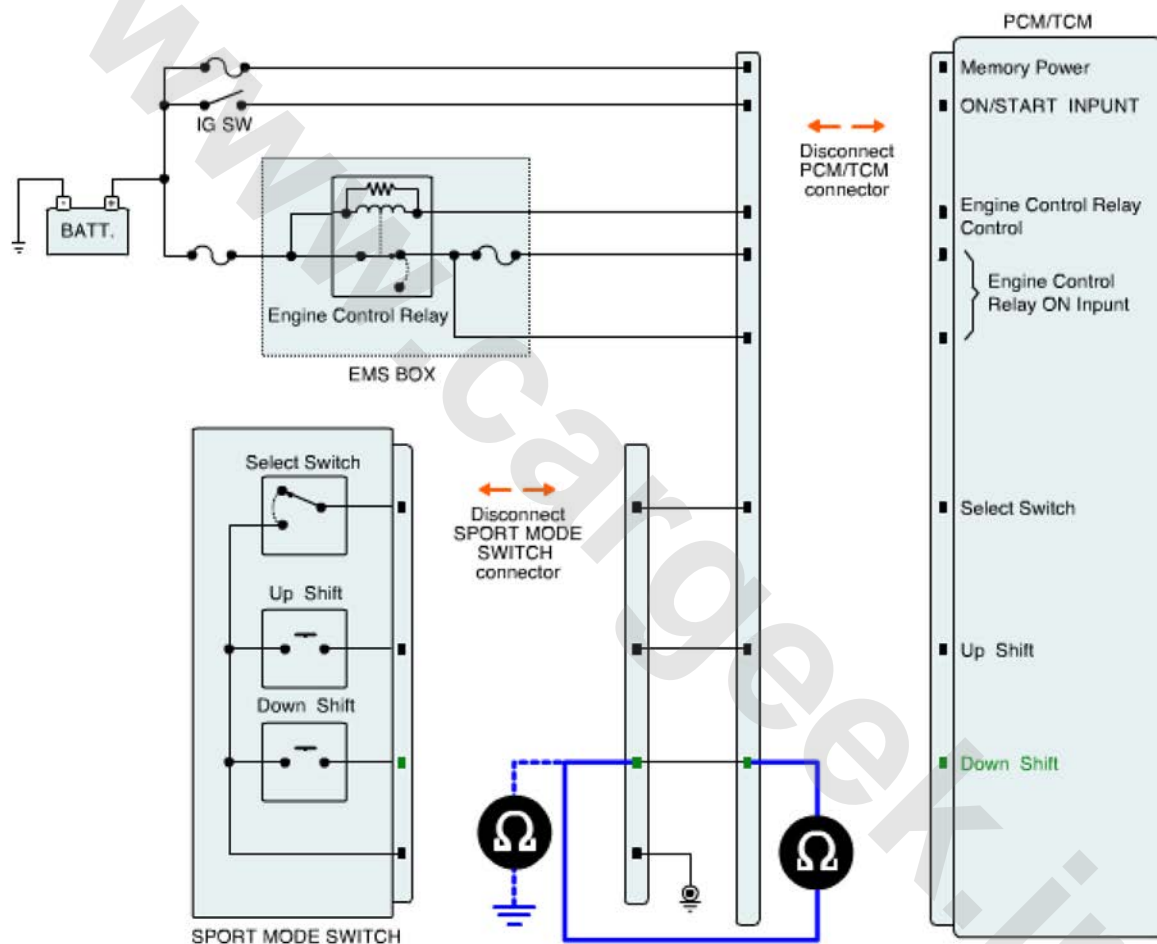 PCM/TCM
Memory Power
ON/START INPUNT
IG SW
Disconnect
PCM/TCM
connector
- +
BATT.
Engine Control Relay
Control
Engine Control
Relay ON Inpunt
Engine Control Relay
EMS BOX
Select Switch
Disconnect
SPORT MODE
SWITCH
connector
Select Switch
Up Shift
Up Shift
Down Shift
Down Shift
Ω
Ω
SPORT MODE SWITCH
www.cargeek.i